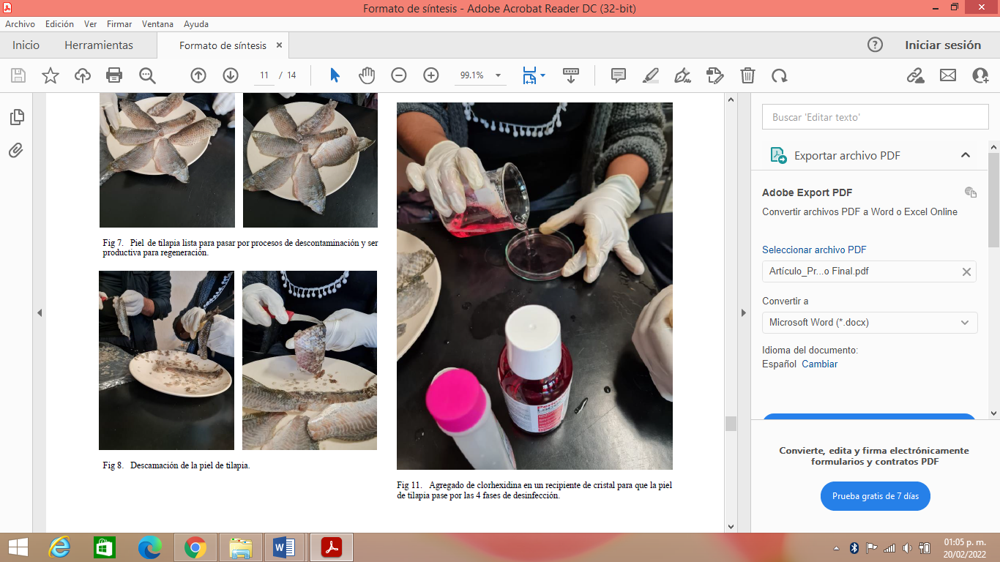 Formato de síntesis - Adobe Acrobat Reader DC (32-bit)
Archivo Edición Ver Firmar Ventana Ayuda
Inicio Herramientas Formato de síntesis
Iniciar sesión
11 / 14
99.1%
Fig 7. Piel de tilapia lista para pasar por procesos de descontaminación y ser
productiva para regeneración.
Fig 8. Descamación de la piel de tilapia.
Fig 11. Agregado de clorhexidina en un recipiente de cristal para que la piel
de tilapia pase por las 4 fases de desinfección.
Buscar 'Editar texto'
Exportar archivo PDF
Adobe Export PDF
Convertir archivos PDF a Word o Excel Online
Seleccionar archivo PDF
Artículo_Pr...o Final.pdf
Convertir a
Microsoft Word (*.docx)
Idioma del documento:
Español Cambiar
Convierte, edita y firma electrónicamente
formularios y contratos PDF
Prueba gratis de 7 días
01:05 p. m.
20/02/2022